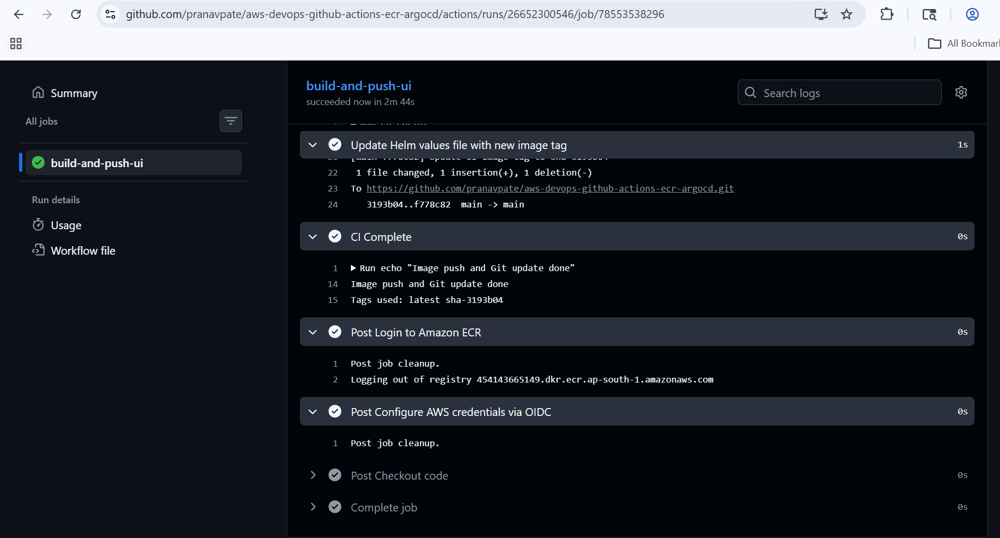 github.com/pranavpate/aws-devops-github-actions-ecr-argocd/actions/runs/26652300546/job/78553538296
All Bookmar
Summary
All jobs
build-and-push-ui
Run details
Usage
Workflow file
build-and-push-ui
succeeded now in 2m 44s
Search logs
Update Helm values file with new image tag 1s
22 1 file changed, 1 insertion(+), 1 deletion(-)
23 To https://github.com/pranavpate/aws-devops-github-actions-ecr-argocd.git
24 3193b04..f778c82 main -> main
CI Complete 0s
1 Run echo "Image push and Git update done"
14 Image push and Git update done
15 Tags used: latest sha-3193b04
Post Login to Amazon ECR 0s
1 Post job cleanup.
2 Logging out of registry 454143665149.dkr.ecr.ap-south-1.amazonaws.com
Post Configure AWS credentials via OIDC 0s
1 Post job cleanup.
Post Checkout code 0s
Complete job 0s